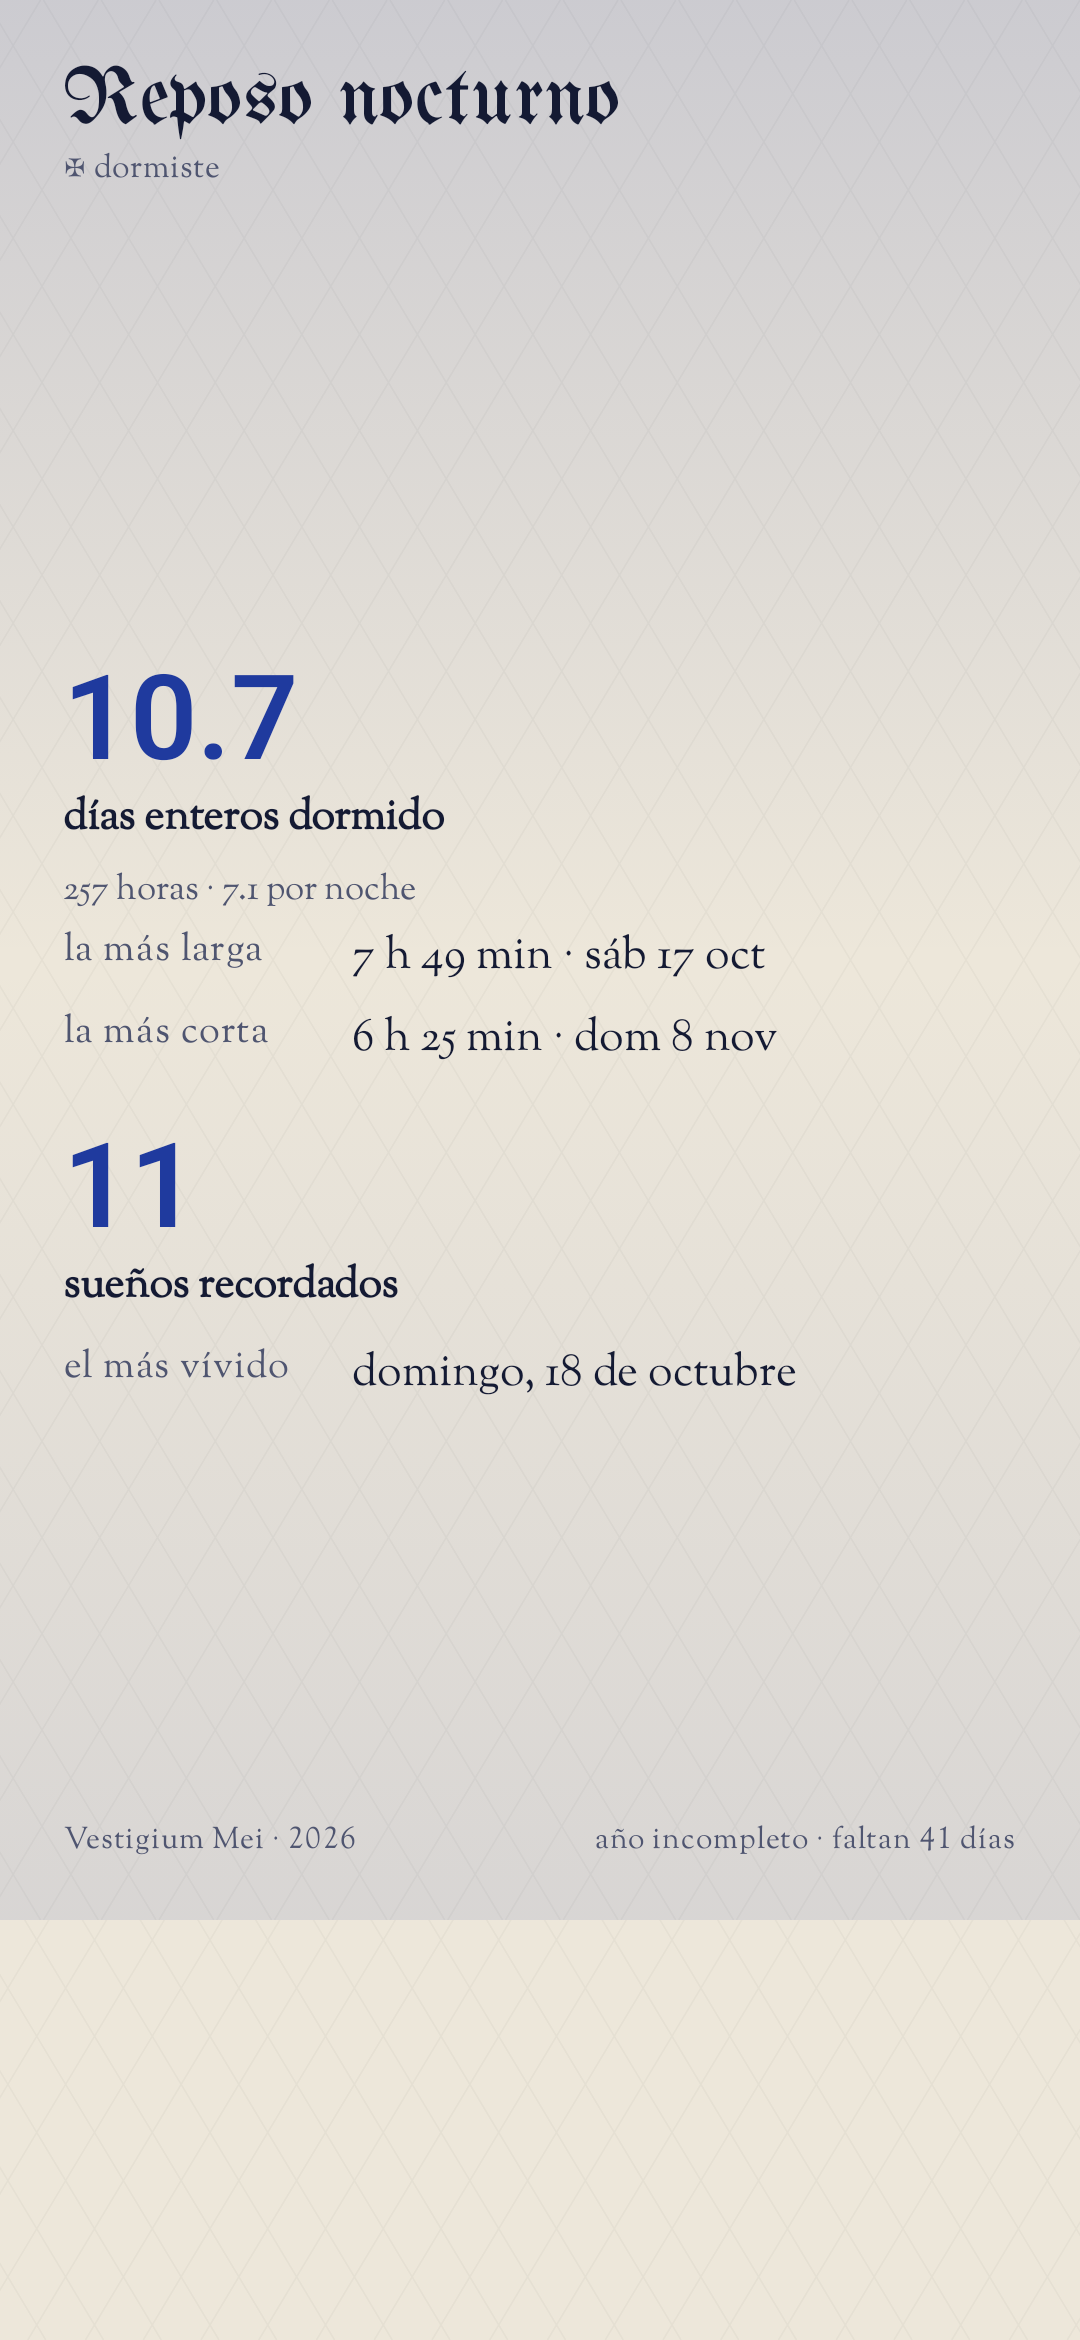 Reposo nocturno
✠ dormiste
10.7
días enteros dormido
257 horas · 7.1 por noche
la más larga 7 h 49 min · sáb 17 oct
la más corta 6 h 25 min · dom 8 nov
11
sueños recordados
el más vívido domingo, 18 de octubre
Vestigium Mei · 2026 año incompleto · faltan 41 días